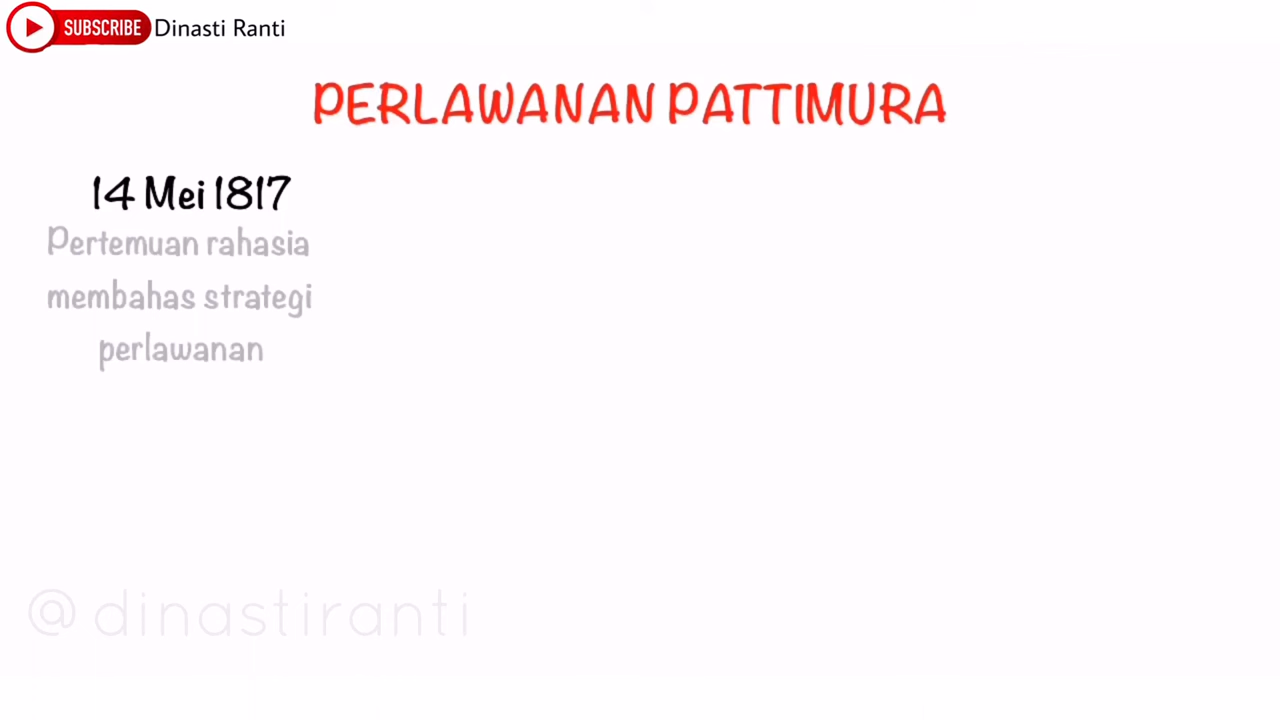 SUBSCRIBE Dinasti Ranti
PERLAWANAN PATTIMURA
14 Mei 1817
Pertemuan rahasia
membahas strategi
perlawanan
@dinastiranti